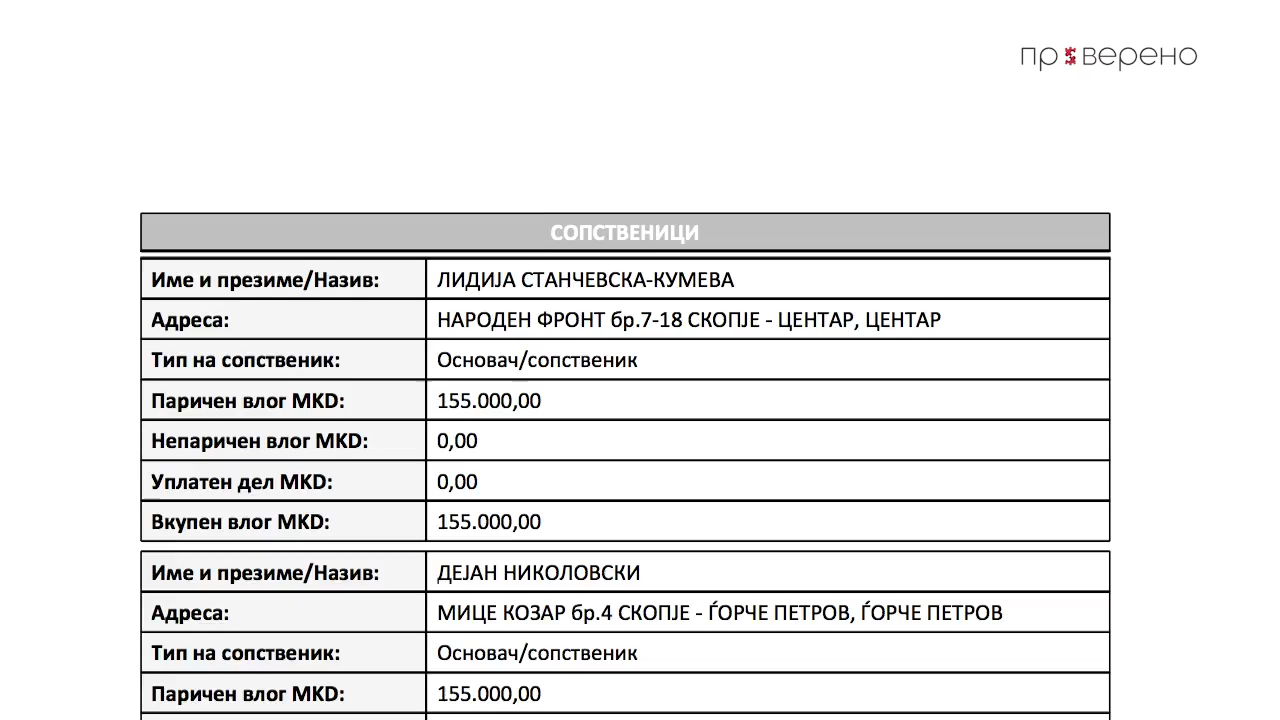 проверено
СОПСТВЕНИЦИ
Име и презиме/Назив: ЛИДИЈА СТАНЧЕВСКА-КУМЕВА
Адреса: НАРОДЕН ФРОНТ бр.7-18 СКОПЈЕ - ЦЕНТАР, ЦЕНТАР
Тип на сопственик: Основач/сопственик
Паричен влог MKD: 155.000,00
Непаричен влог MKD: 0,00
Уплатен дел MKD: 0,00
Вкупен влог MKD: 155.000,00
Име и презиме/Назив: ДЕЈАН НИКОЛОВСКИ
Адреса: МИЦЕ КОЗАР бр.4 СКОПЈЕ - ЃОРЧЕ ПЕТРОВ, ЃОРЧЕ ПЕТРОВ
Тип на сопственик: Основач/сопственик
Паричен влог MKD: 155.000,00